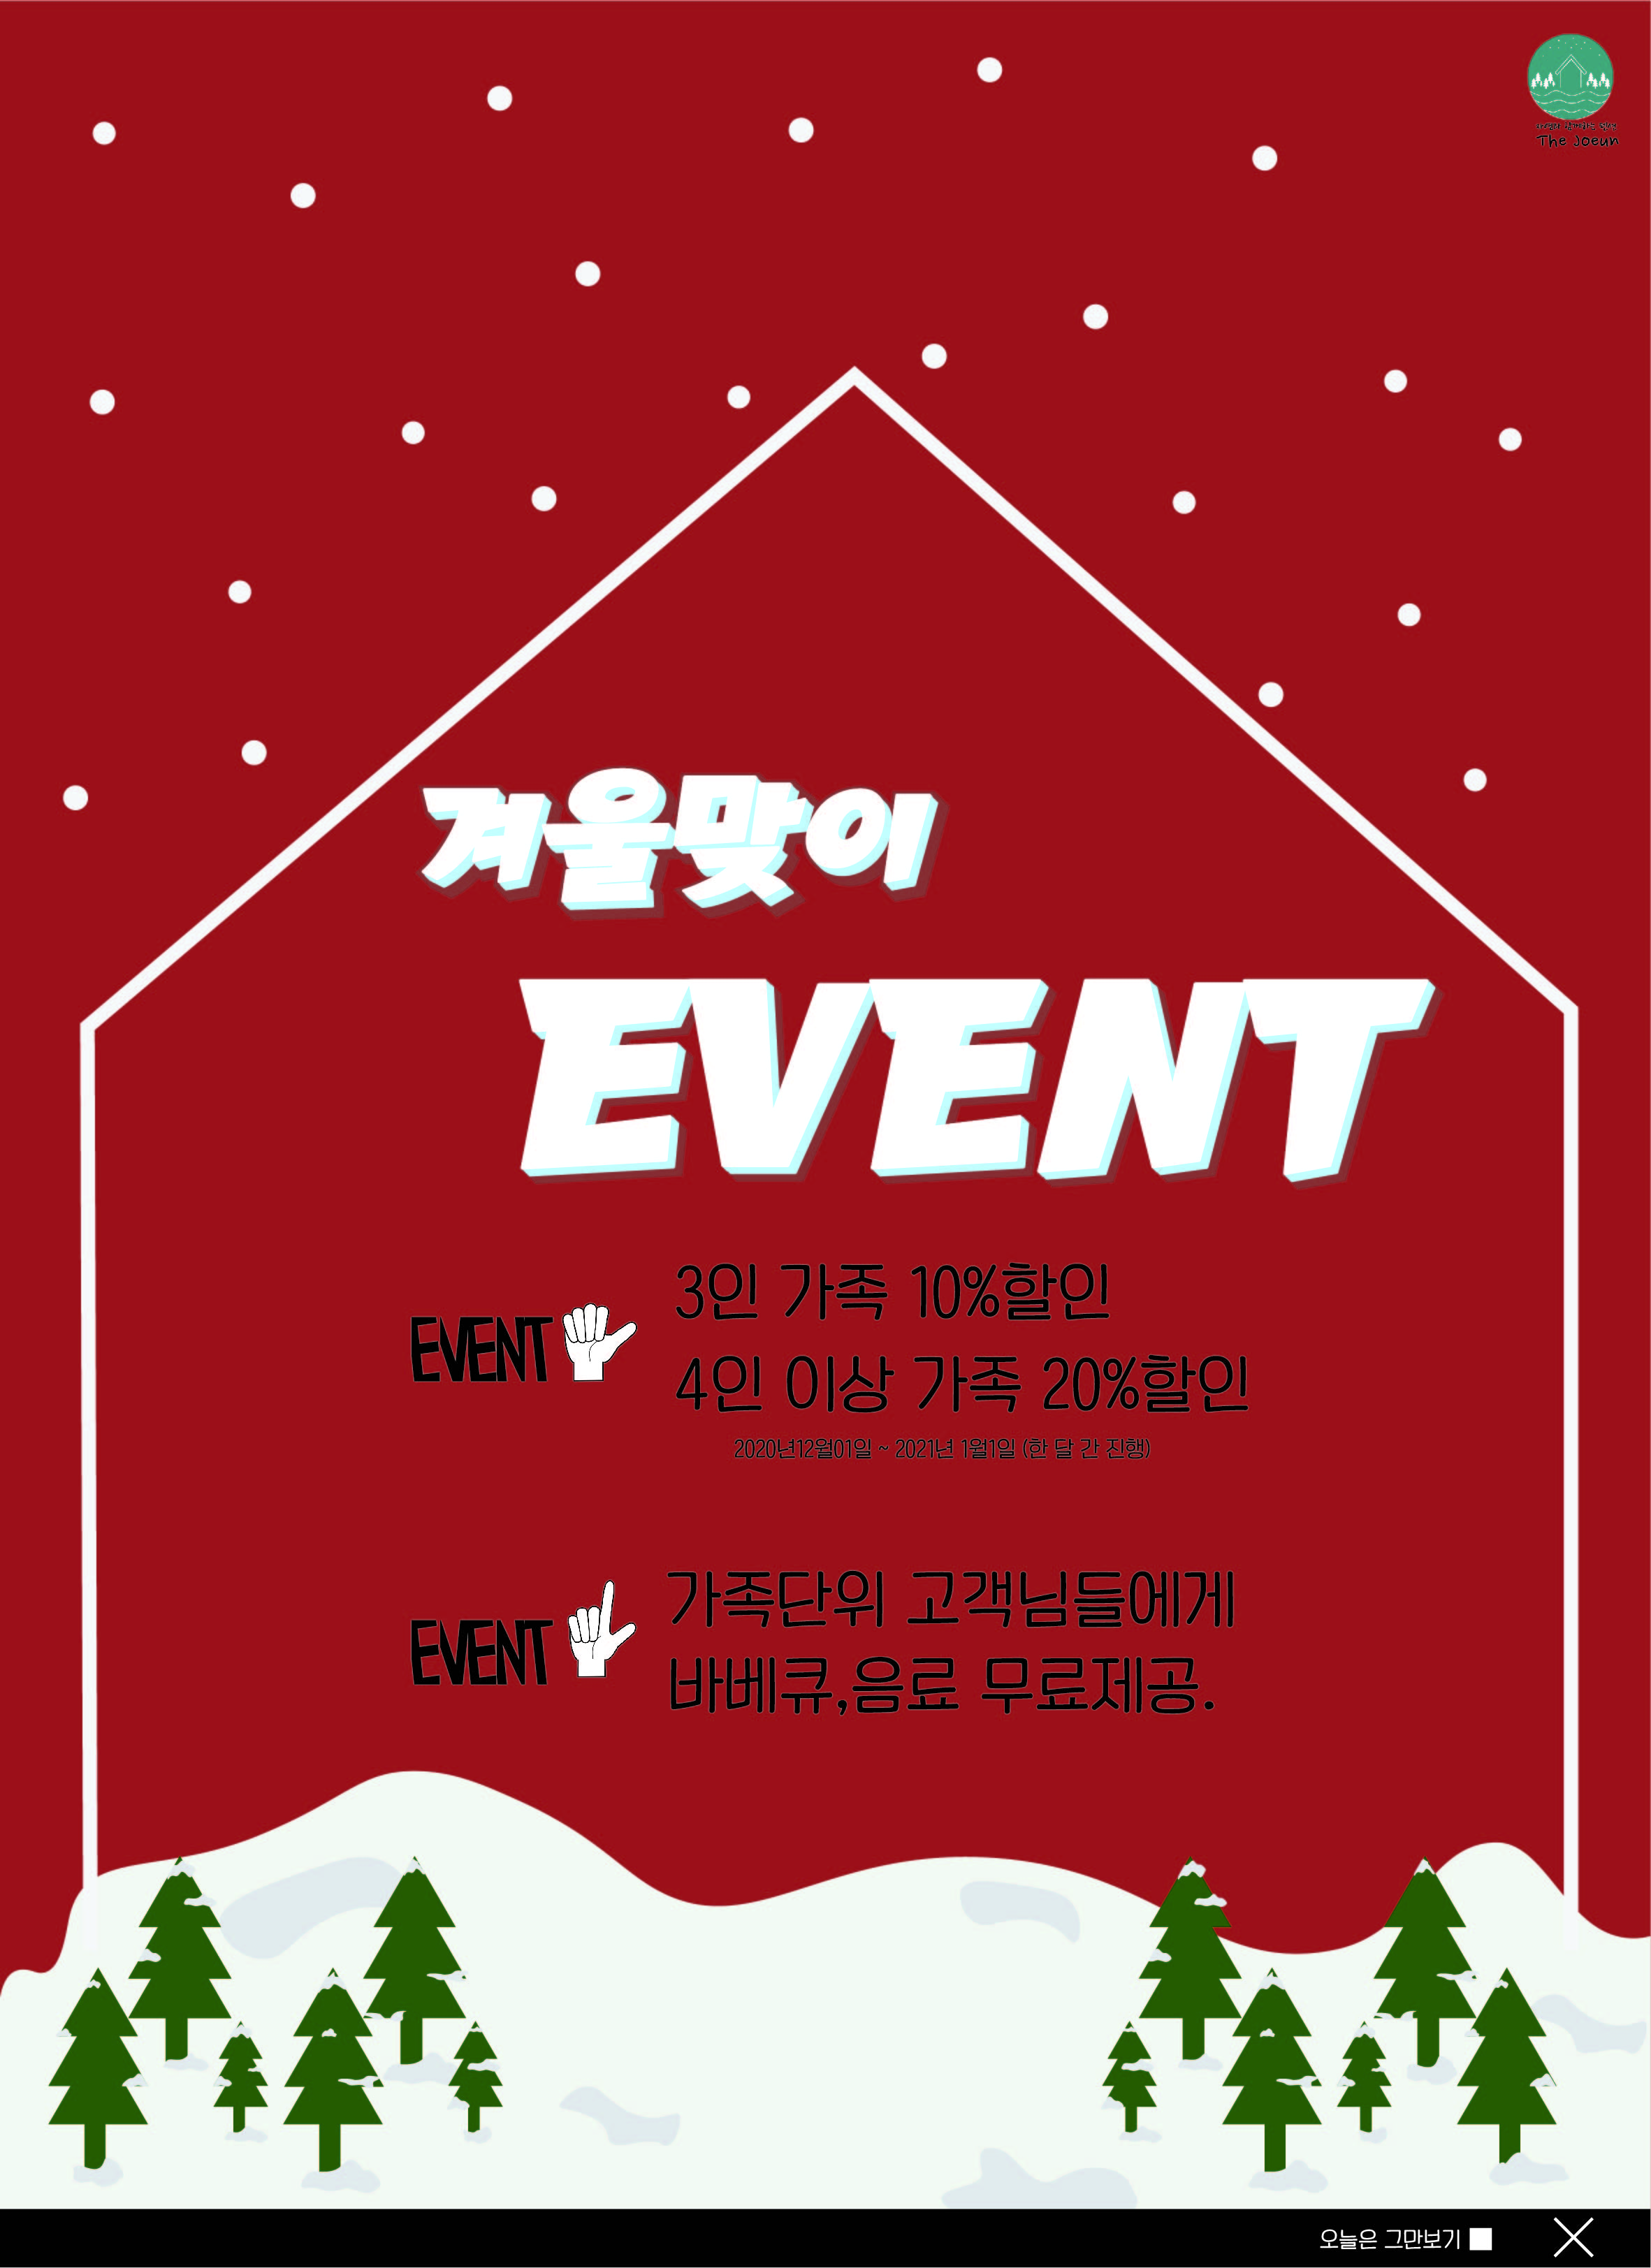 The Joeun
겨울맞이
EVENT
EVENT
3인 가족 10%할인
4인 이상 가족 20%할인
2020년12월01일 ~ 2021년 1월1일 (한 달 간 진행)
EVENT
가족단위 고객님들에게
바베큐,음료 무료제공.
오늘은 그만보기